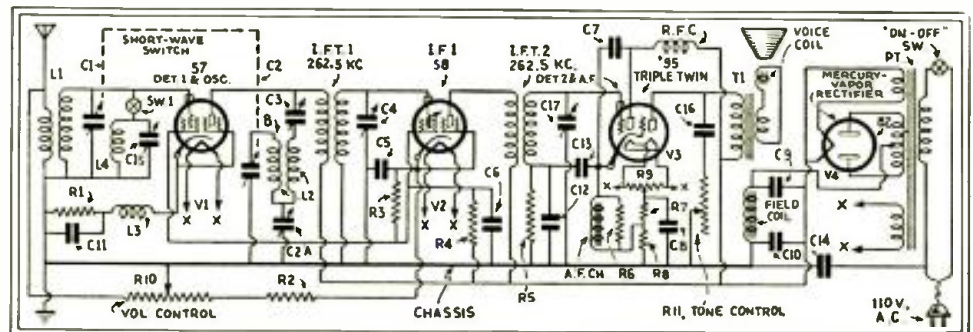 SHORT-WAVE
SWITCH
C1
L1
57
DET.1 & OSC.
C2
SW1
L4
C15
R1
L3
C11
V1
X X
B
C3
L2
C2A
I.F.T.1
262.5 KC
C4
C5
R3
I F 1
58
V2
X X
R4
C6
I.F.T.2
262.5 KC.
C17
C13
C12
R5
C7
R.F.C
DET 2 & A.F.
'95
TRIPLE TWIN
V3
R9
X X
R7
C8
R6
R8
A.F.CH
C16
T1
VOICE
COIL
MERCURY-
VAPOR
RECTIFIER
82
V4
C9
FIELD
COIL
C10
C14
X
X
"ON-OFF"
SW
PT
110 V.
A.C.
R10
VOL CONTROL
R2
CHASSIS
R11, TONE CONTROL